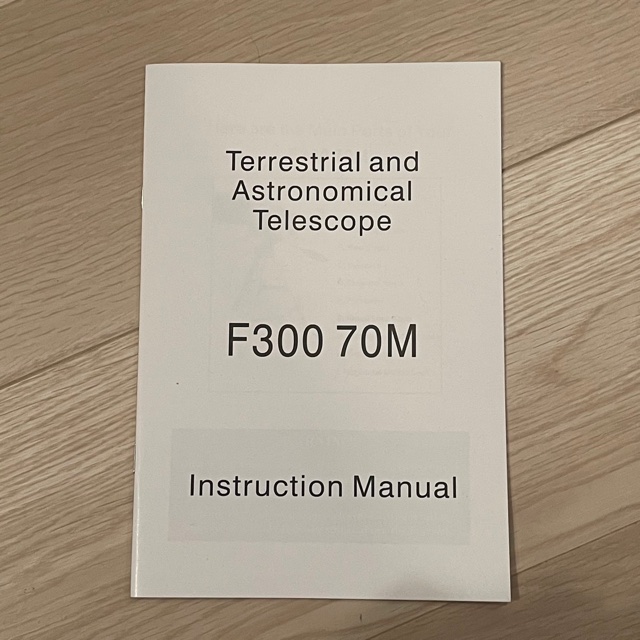 Terrestrial and
Astronomical
Telescope
F300 70M
Instruction Manual